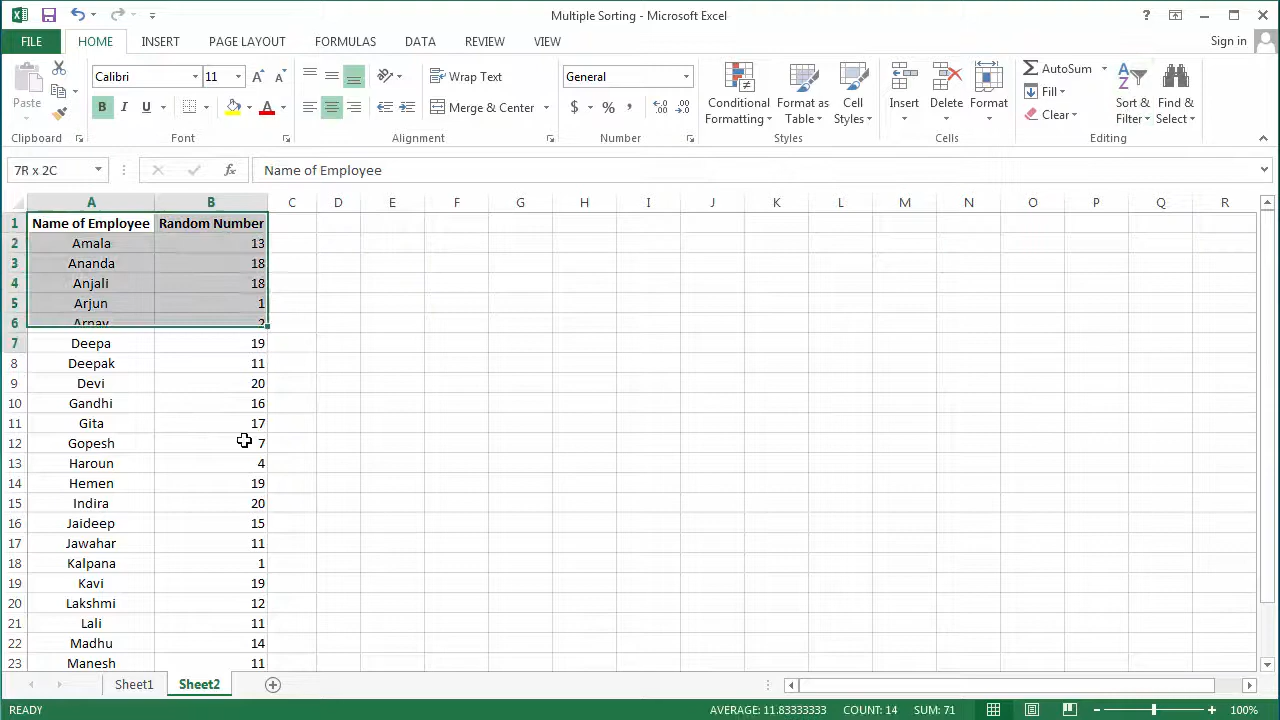 Multiple Sorting - Microsoft Excel
FILE HOME INSERT PAGE LAYOUT FORMULAS DATA REVIEW VIEW Sign in
Paste
Calibri 11
B I U
A
Wrap Text
Merge & Center
General
$ % ,
Conditional Formatting
Format as Table
Cell Styles
Insert
Delete
Format
AutoSum
Fill
Clear
Sort & Filter
Find & Select
Clipboard Font Alignment Number Styles Cells Editing
7R x 2C fx Name of Employee
A B C D E F G H I J K L M N O P Q R
1 Name of Employee Random Number
2 Amala 13
3 Ananda 18
4 Anjali 18
5 Arjun 1
6 Arnav 2
7 Deepa 19
8 Deepak 11
9 Devi 20
10 Gandhi 16
11 Gita 17
12 Gopesh 7
13 Haroun 4
14 Hemen 19
15 Indira 20
16 Jaideep 15
17 Jawahar 11
18 Kalpana 1
19 Kavi 19
20 Lakshmi 12
21 Lali 11
22 Madhu 14
23 Manesh 11
Sheet1 Sheet2
READY AVERAGE: 11.83333333 COUNT: 14 SUM: 71 100%